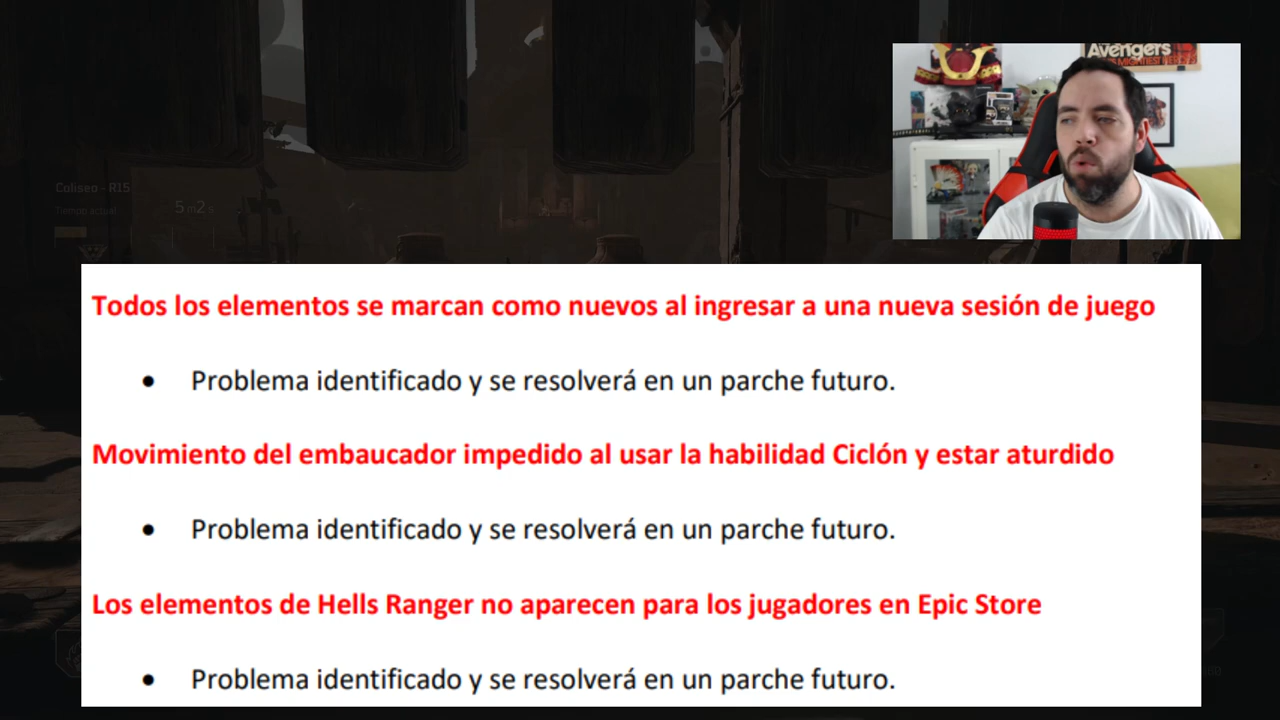 Avengers
Coliseo - R15
Tiempo actual
5 m 2 s
Todos los elementos se marcan como nuevos al ingresar a una nueva sesión de juego
• Problema identificado y se resolverá en un parche futuro.
Movimiento del embaucador impedido al usar la habilidad Ciclón y estar aturdido
• Problema identificado y se resolverá en un parche futuro.
Los elementos de Hells Ranger no aparecen para los jugadores en Epic Store
• Problema identificado y se resolverá en un parche futuro.